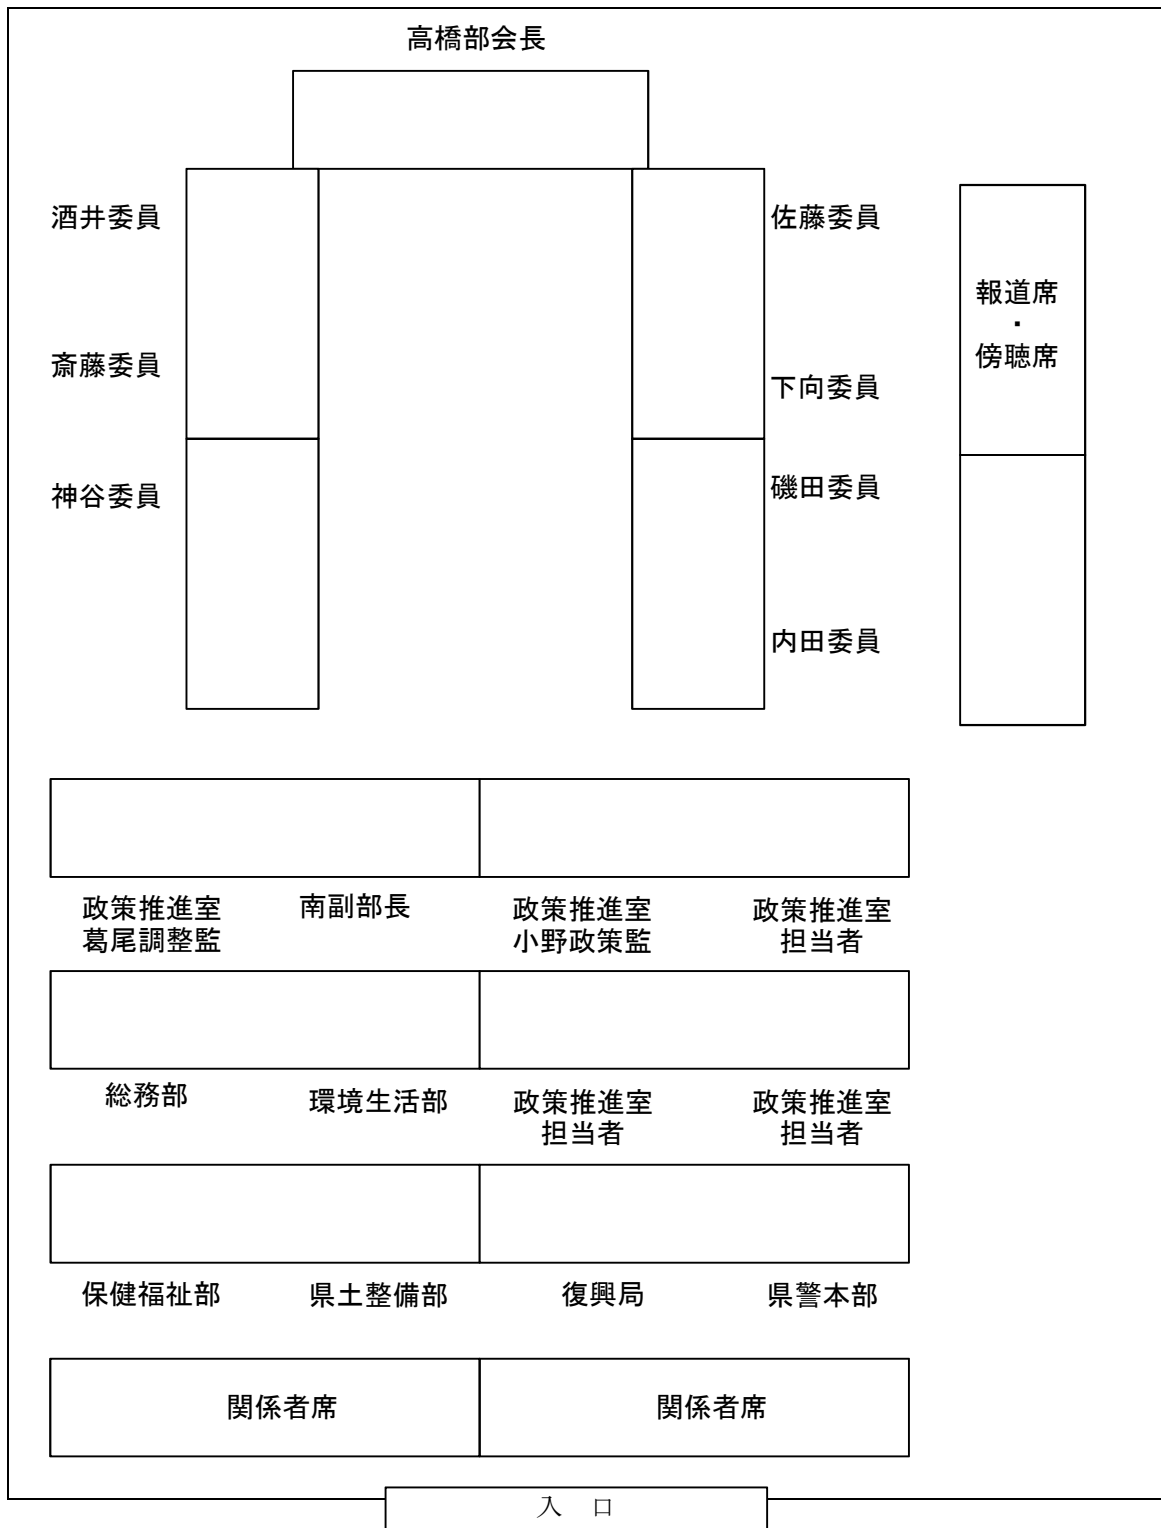 高橋部会長
酒井委員
佐藤委員
報道席
・
傍聴席
斎藤委員
下向委員
神谷委員
磯田委員
内田委員
政策推進室
葛尾調整監
南副部長
政策推進室
小野政策監
政策推進室
担当者
総務部
環境生活部
政策推進室
担当者
政策推進室
担当者
保健福祉部
県土整備部
復興局
県警本部
関係者席
関係者席
入 口